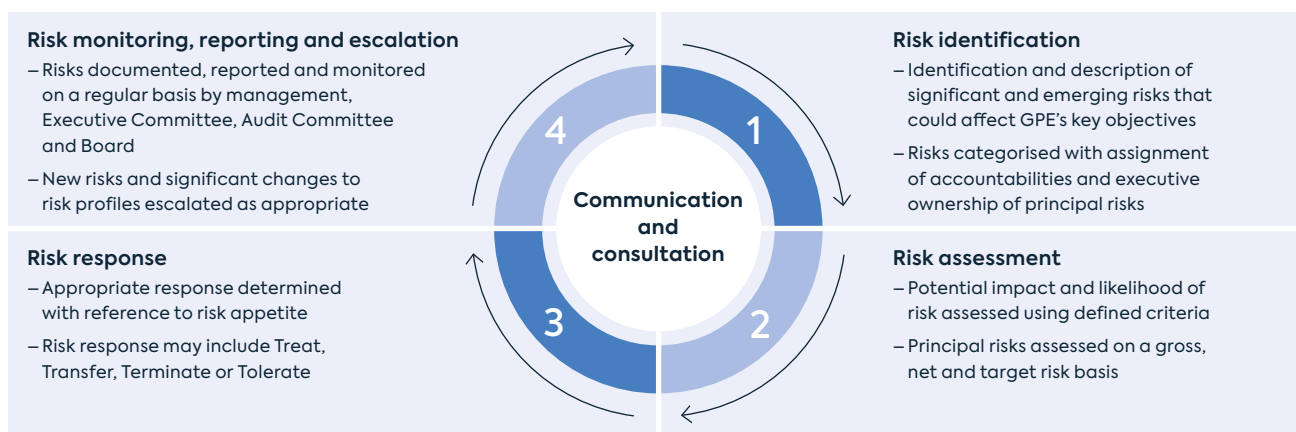 Risk monitoring, reporting and escalation
– Risks documented, reported and monitored
on a regular basis by management,
Executive Committee, Audit Committee
and Board
– New risks and significant changes to
risk profiles escalated as appropriate
4
1
Risk identification
– Identification and description of
significant and emerging risks that
could affect GPE’s key objectives
– Risks categorised with assignment
of accountabilities and executive
ownership of principal risks
Communication
and
consultation
Risk response
– Appropriate response determined
with reference to risk appetite
– Risk response may include Treat,
Transfer, Terminate or Tolerate
3
2
Risk assessment
– Potential impact and likelihood of
risk assessed using defined criteria
– Principal risks assessed on a gross,
net and target risk basis